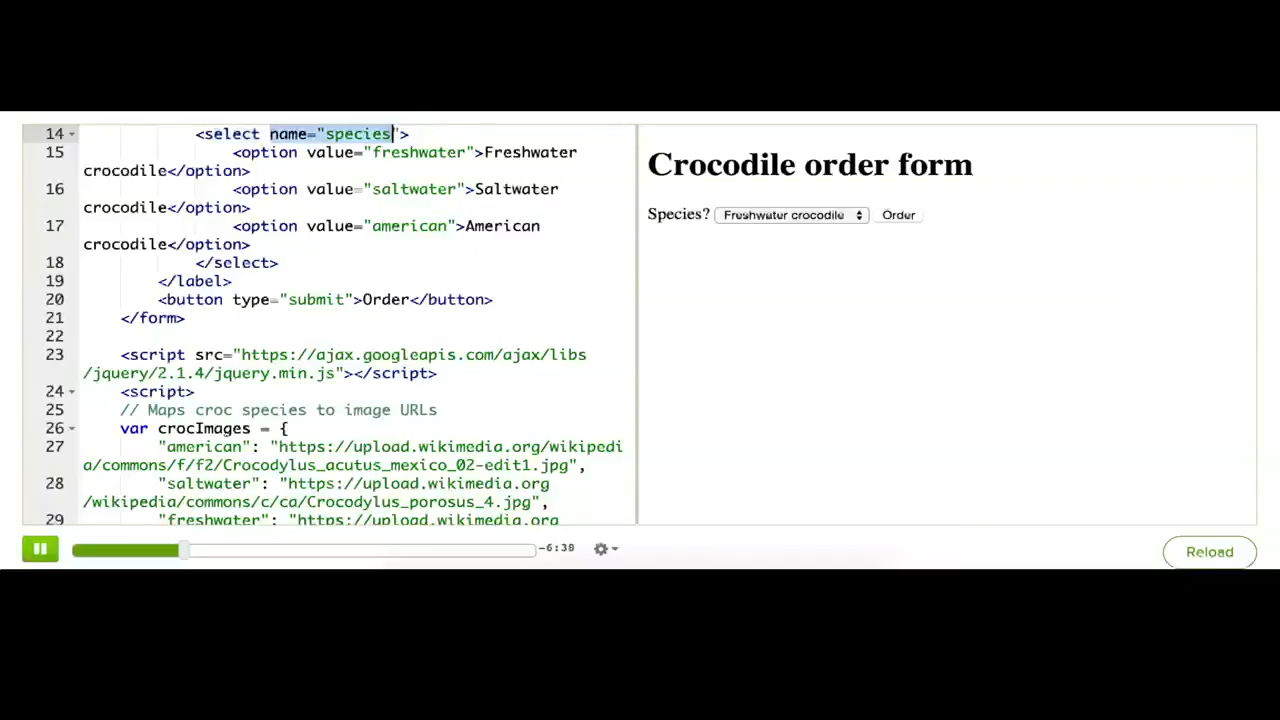 14 <select name="species">
15 <option value="freshwater">Freshwater
crocodile</option>
16 <option value="saltwater">Saltwater
crocodile</option>
17 <option value="american">American
crocodile</option>
18 </select>
19 </label>
20 <button type="submit">Order</button>
21 </form>
22
23 <script src="https://ajax.googleapis.com/ajax/libs
/jquery/2.1.4/jquery.min.js"></script>
24 <script>
25 // Maps croc species to image URLs
26 var crocImages = {
27 "american": "https://upload.wikimedia.org/wikipedi
a/commons/f/f2/Crocodylus_acutus_mexico_02-edit1.jpg",
28 "saltwater": "https://upload.wikimedia.org
/wikipedia/commons/c/ca/Crocodylus_porosus_4.jpg",
29 "freshwater": "https://upload.wikimedia.org
Crocodile order form
Species? Freshwater crocodile Order
-6:30
Reload